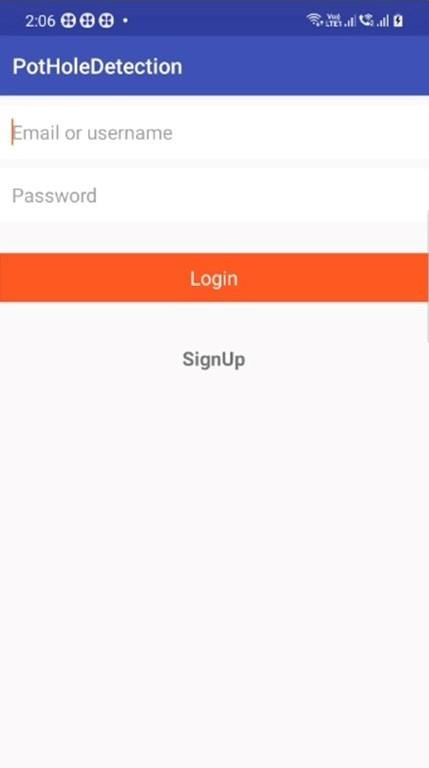 2:06
PotHoleDetection
Email or username
Password
Login
SignUp